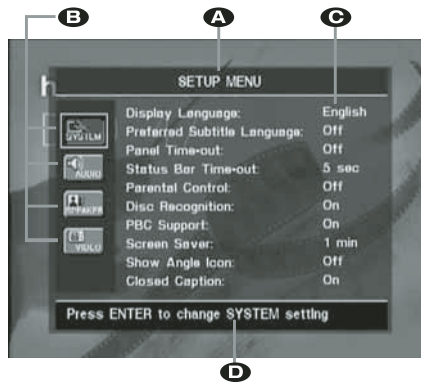 B A C
h
SETUP MENU
SYSTEM
AUDIO
SPEAKER
VIDEO
Display Language: English
Preferred Subtitle Language: Off
Panel Time-out: Off
Status Bar Time-out: 5 sec
Parental Control: Off
Disc Recognition: On
PBC Support: On
Screen Saver: 1 min
Show Angle Icon: Off
Closed Caption: On
Press ENTER to change SYSTEM setting
D